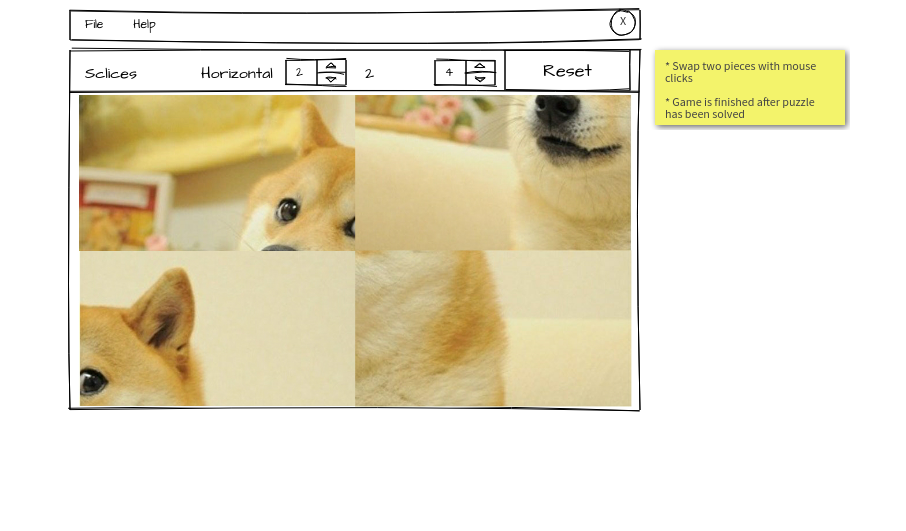 File Help X
Sclices Horizontal 2 2 4 Reset
* Swap two pieces with mouse
clicks
* Game is finished after puzzle
has been solved